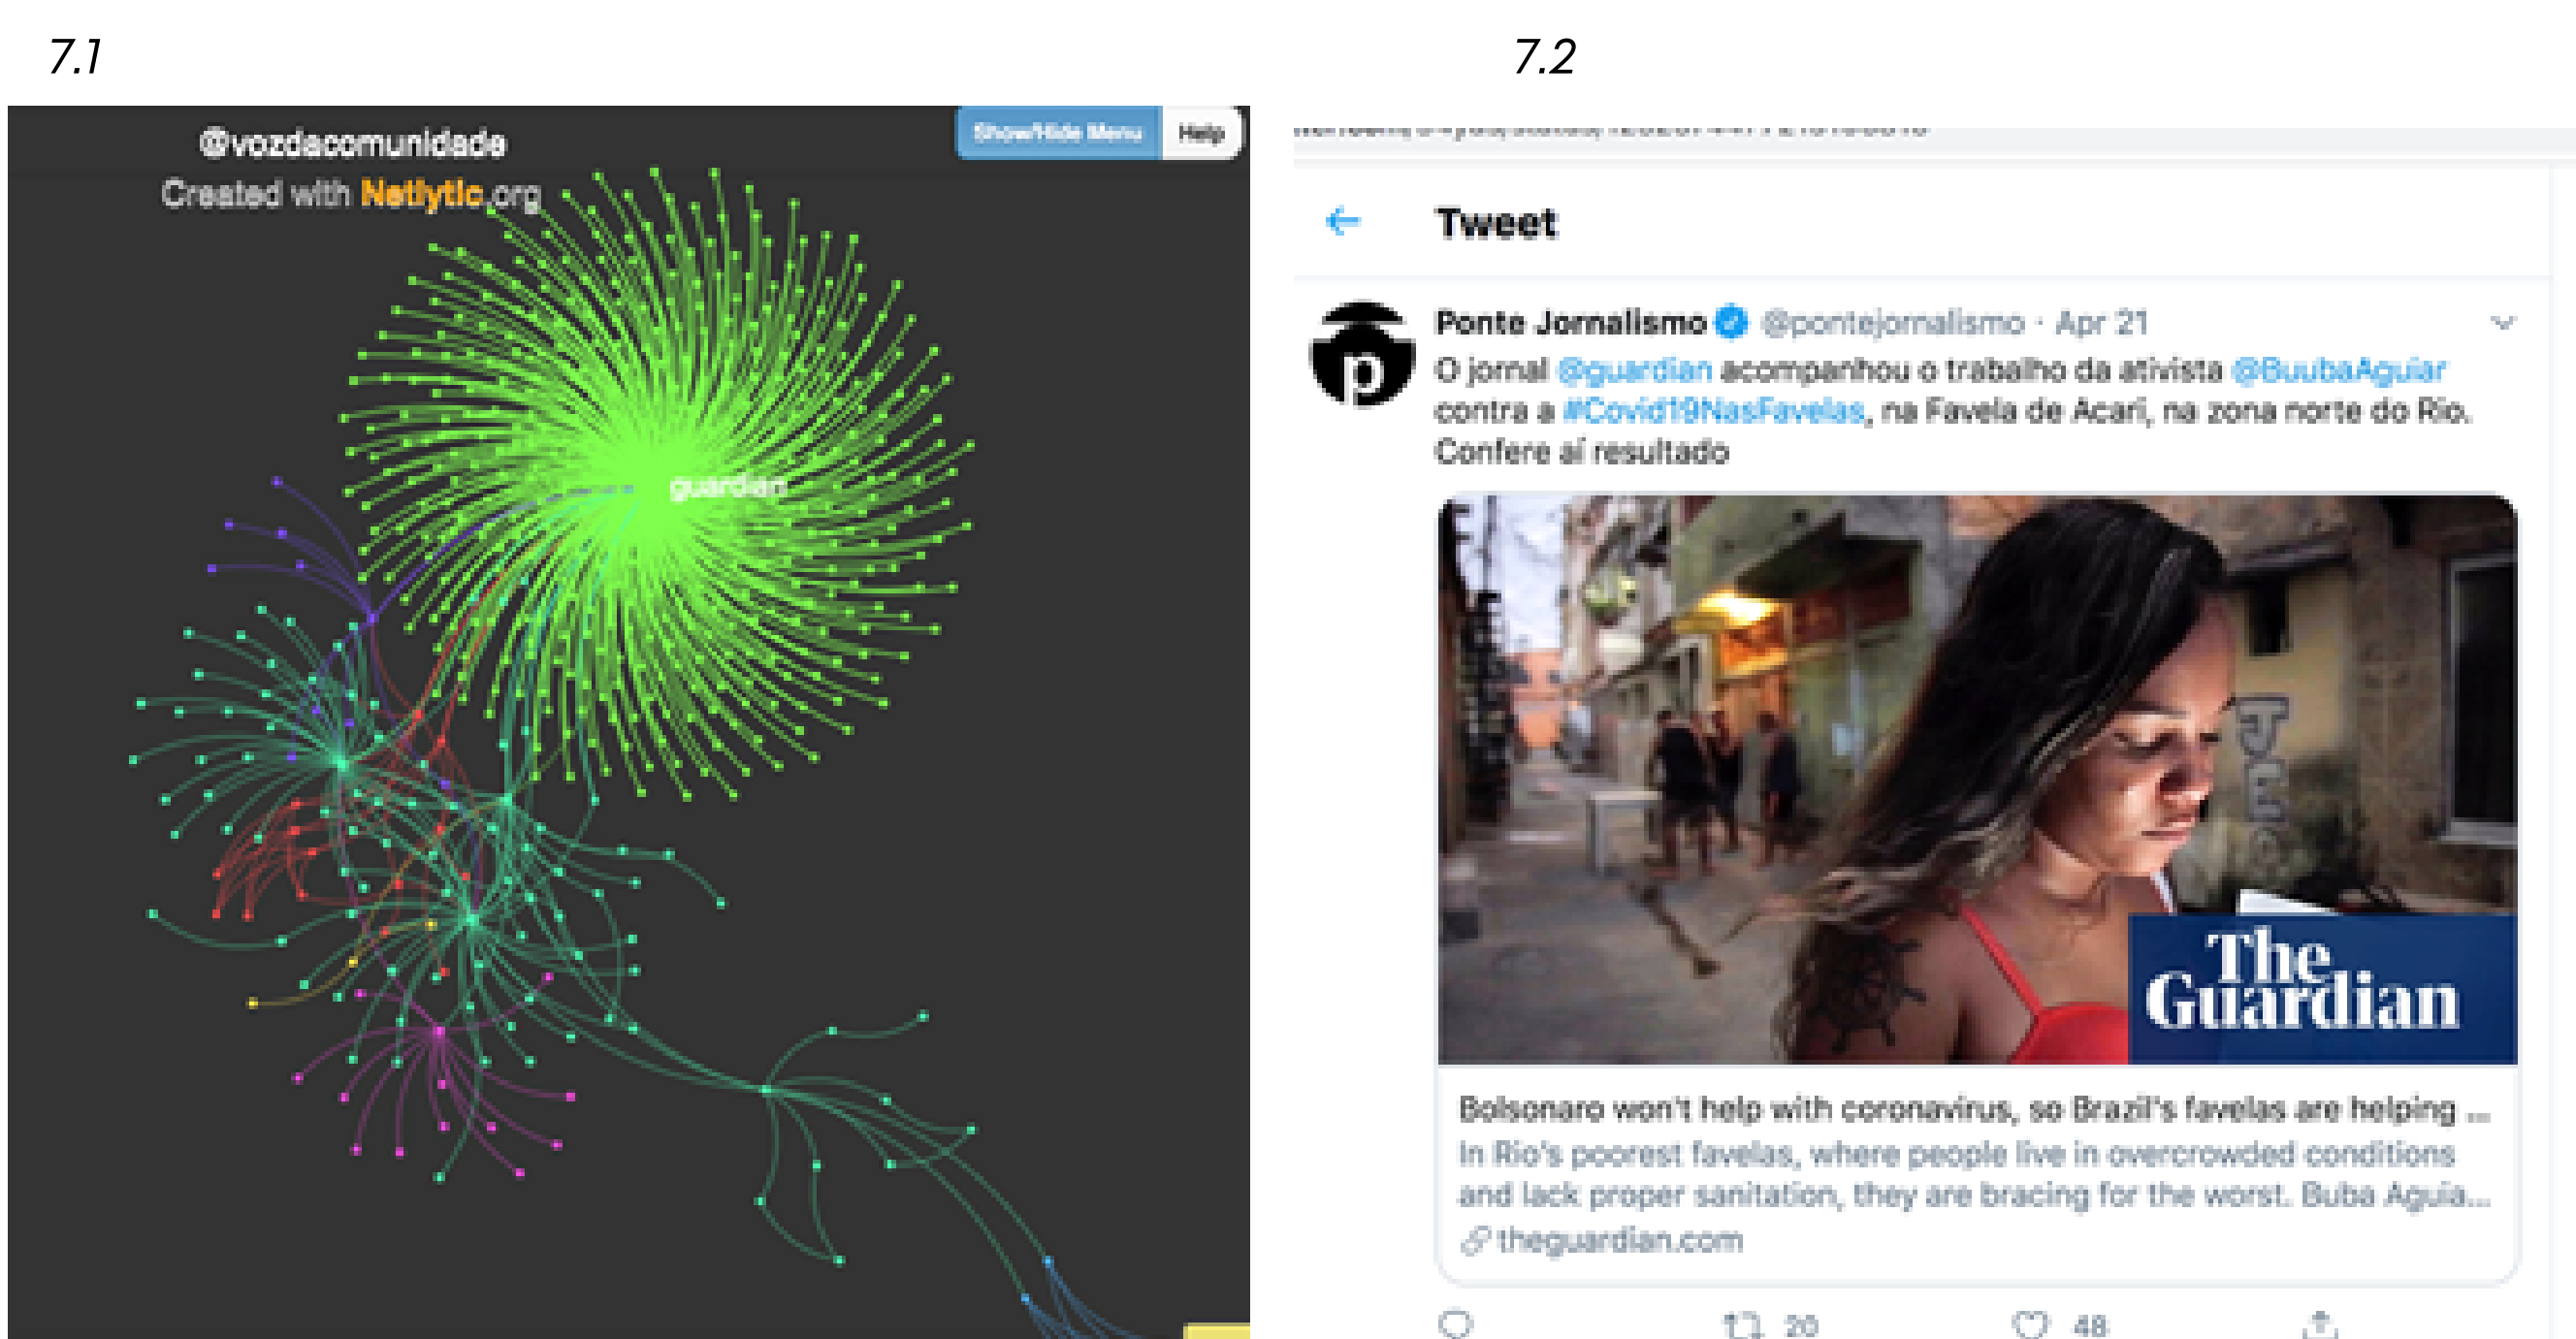 7.1
7.2
@vozdacomunidade
Created with Netlytic.org
Show/Hide Menu
Help
guardian
Tweet
Ponte Jornalismo @pontejornalismo · Apr 21
O jornal @guardian acompanhou o trabalho da ativista @BuubaAguiar
contra a #Covid19NasFavelas, na Favela de Acari, na zona norte do Rio.
Confere aí resultado
The
Guardian
Bolsonaro won't help with coronavirus, so Brazil's favelas are helping ...
In Rio's poorest favelas, where people live in overcrowded conditions
and lack proper sanitation, they are bracing for the worst. Buba Aguia...
theguardian.com
20
48